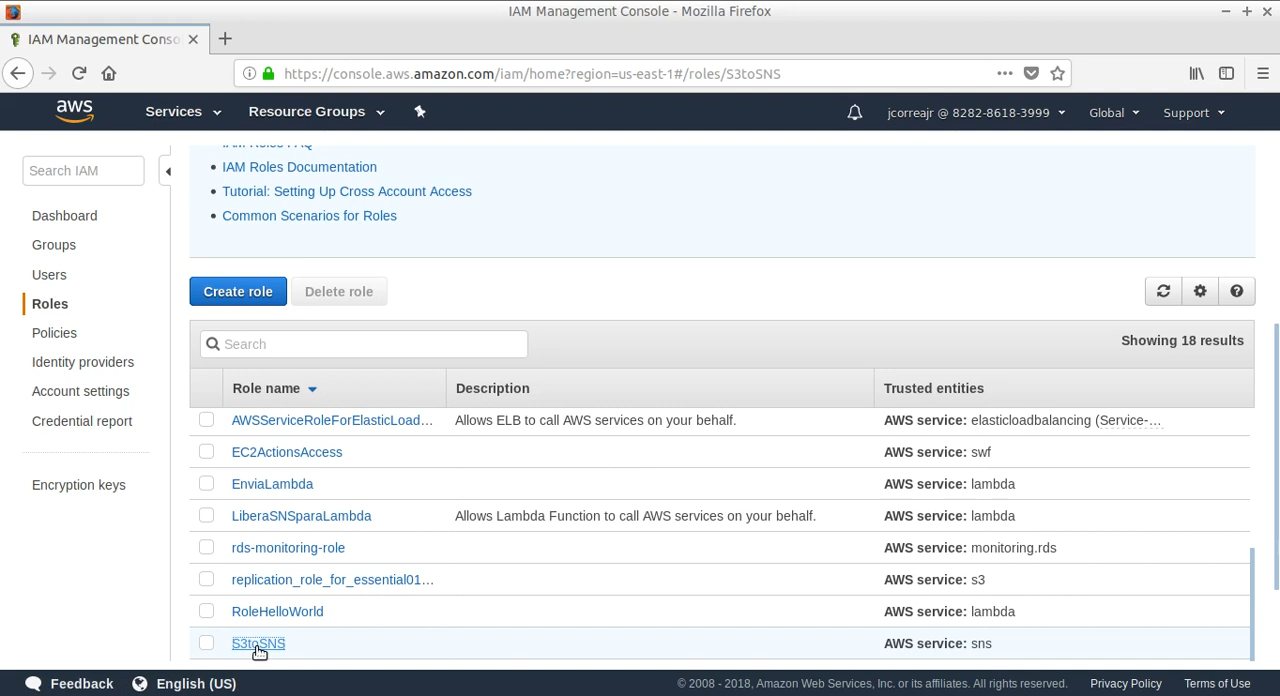 IAM Management Console - Mozilla Firefox
IAM Management Conso
https://console.aws.amazon.com/iam/home?region=us-east-1#/roles/S3toSNS
aws Services Resource Groups jcorreajr @ 8282-8618-3999 Global Support
Search IAM
Dashboard
Groups
Users
Roles
Policies
Identity providers
Account settings
Credential report
Encryption keys
IAM Roles FAQ
IAM Roles Documentation
Tutorial: Setting Up Cross Account Access
Common Scenarios for Roles
Create role Delete role
Search Showing 18 results
Role name Description Trusted entities
AWSServiceRoleForElasticLoad… Allows ELB to call AWS services on your behalf. AWS service: elasticloadbalancing (Service-…
EC2ActionsAccess AWS service: swf
EnviaLambda AWS service: lambda
LiberaSNSparaLambda Allows Lambda Function to call AWS services on your behalf. AWS service: lambda
rds-monitoring-role AWS service: monitoring.rds
replication_role_for_essential01… AWS service: s3
RoleHelloWorld AWS service: lambda
S3toSNS AWS service: sns
Feedback English (US) © 2008 - 2018, Amazon Web Services, Inc. or its affiliates. All rights reserved. Privacy Policy Terms of Use